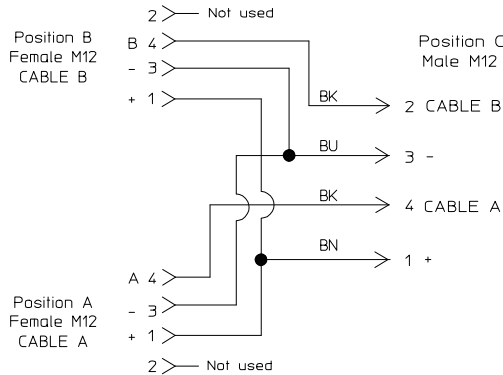 2 Not used
Position B
Female M12
CABLE B
B 4
- 3
+ 1
Position C
Male M12
BK
2 CABLE B
BU
3 -
BK
4 CABLE A
BN
1 +
Position A
Female M12
CABLE A
A 4
- 3
+ 1
2 Not used